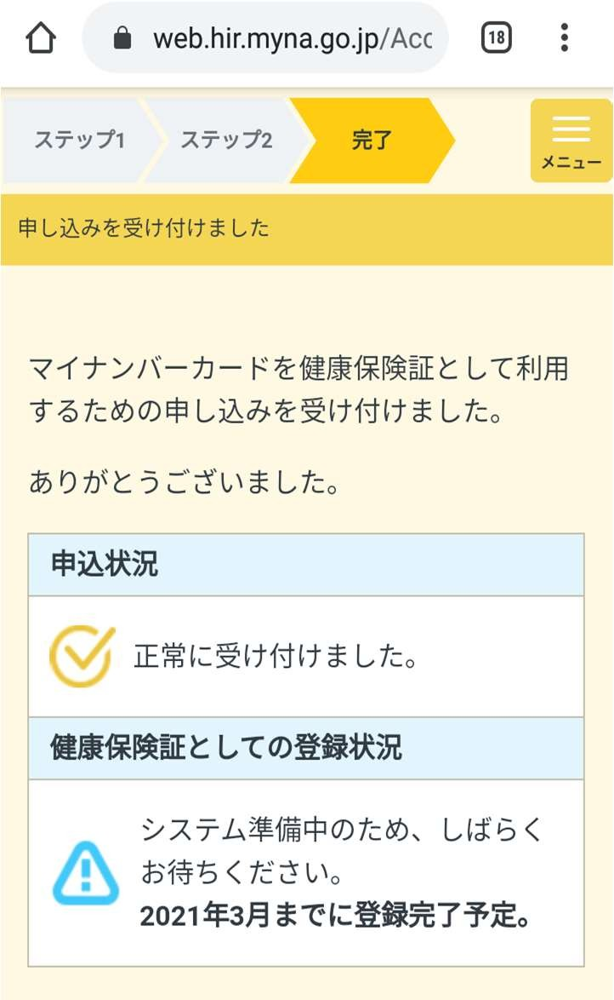 web.hir.myna.go.jp/Acc
18
ステップ1
ステップ2
完了
メニュー
申し込みを受け付けました
マイナンバーカードを健康保険証として利用
するための申し込みを受け付けました。
ありがとうございました。
申込状況
正常に受け付けました。
健康保険証としての登録状況
システム準備中のため、しばらく
お待ちください。
2021年3月までに登録完了予定。